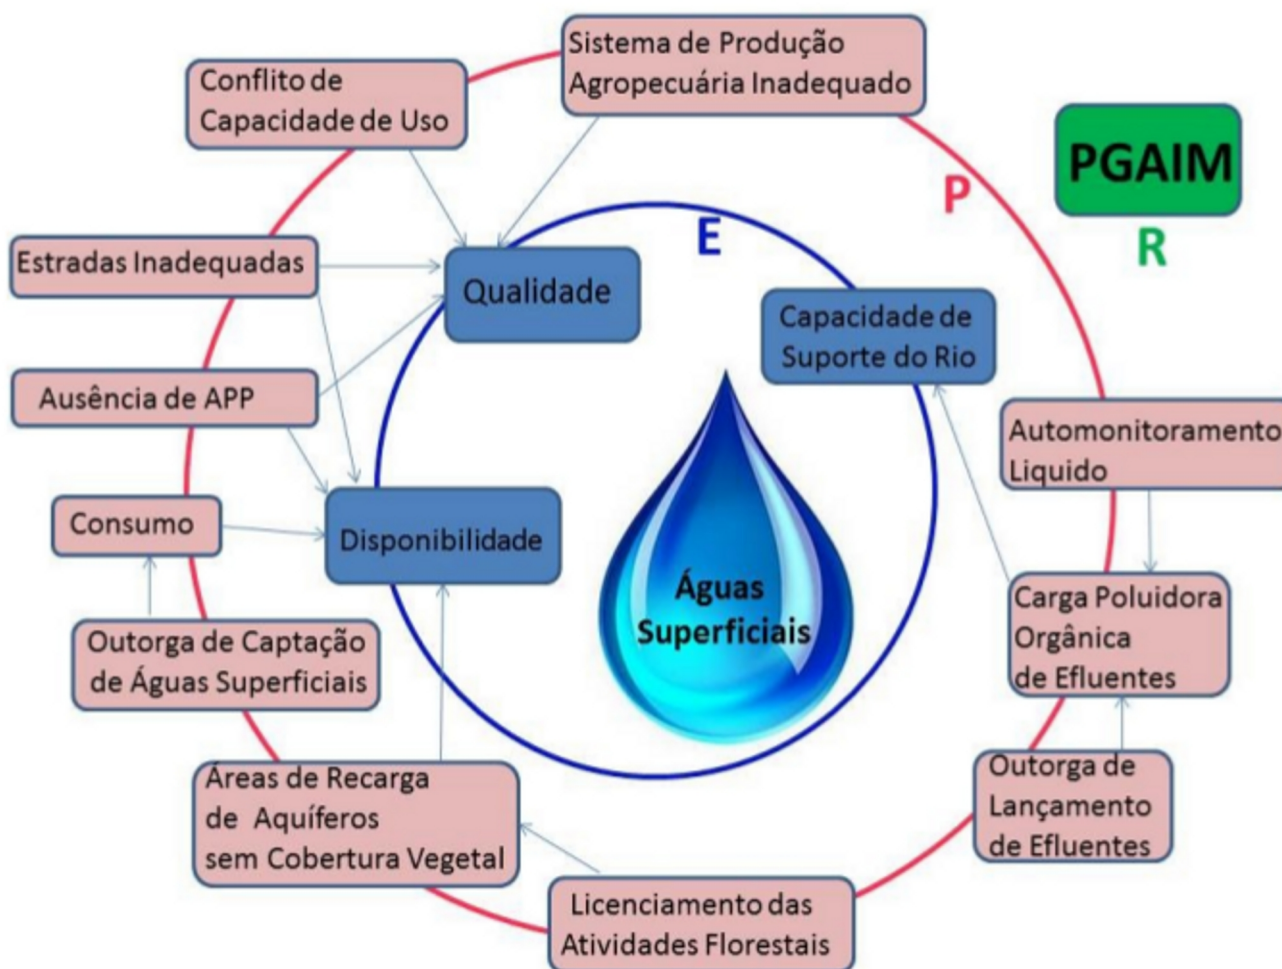 Sistema de Produção
Agropecuária Inadequado
Conflito de
Capacidade de Uso
PGAIM
P
E
R
Estradas Inadequadas
Qualidade
Capacidade de
Suporte do Rio
Ausência de APP
Automonitoramento
Liquido
Consumo
Disponibilidade
Águas
Superficiais
Carga Poluidora
Orgânica
de Efluentes
Outorga de Captação
de Águas Superficiais
Áreas de Recarga
de Aquíferos
sem Cobertura Vegetal
Outorga de
Lançamento
de Efluentes
Licenciamento das
Atividades Florestais